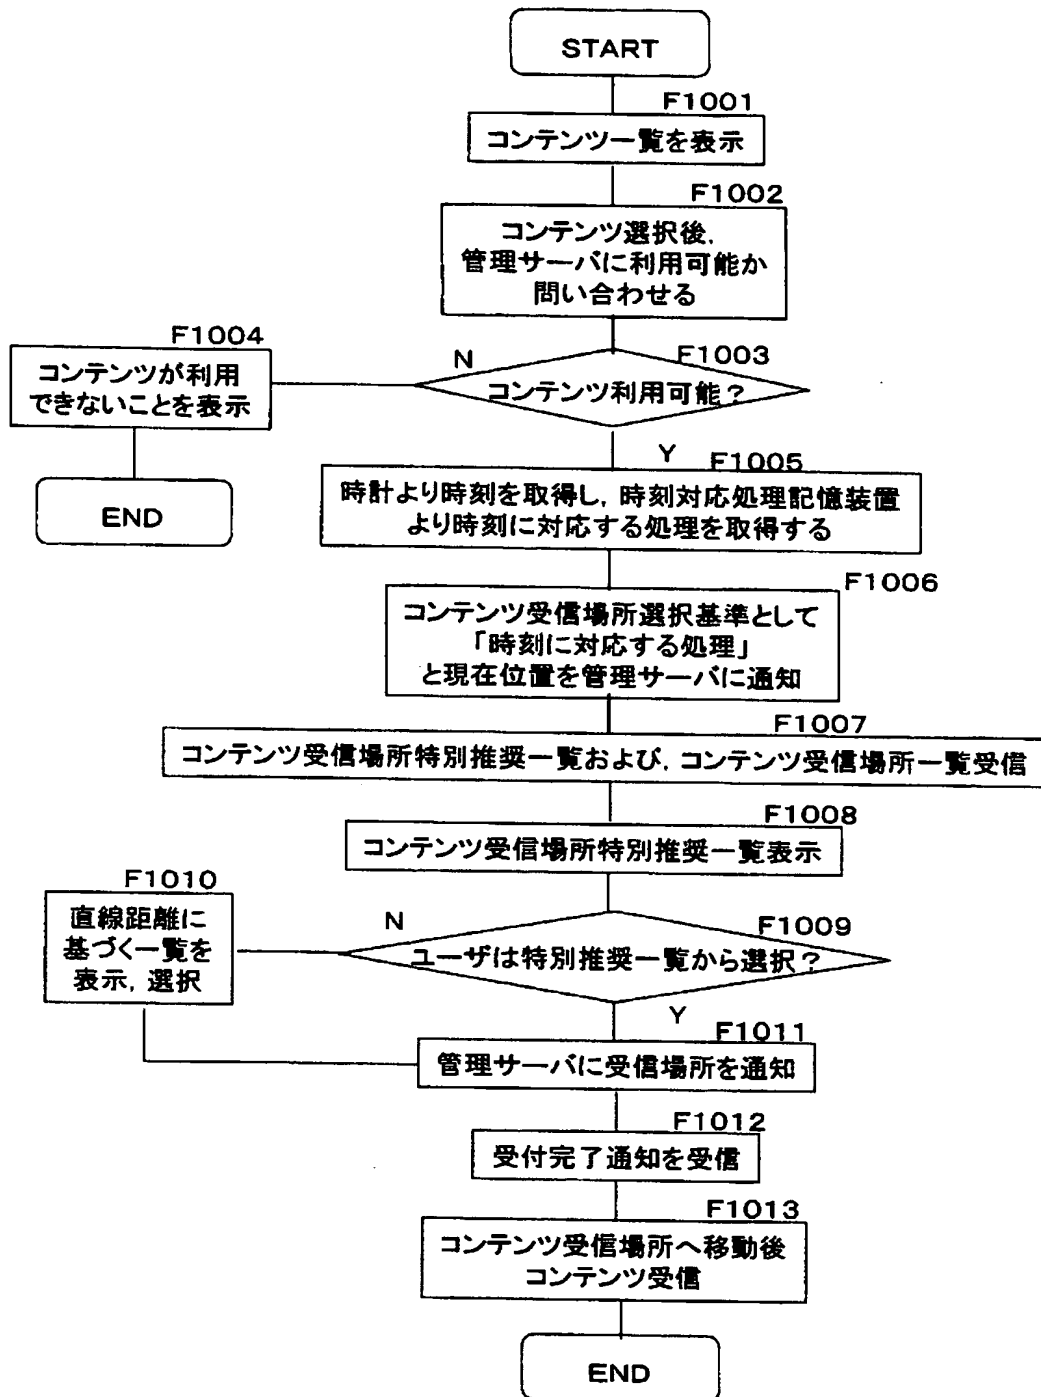 START
F1001
コンテンツ一覧を表示
F1002
コンテンツ選択後,
管理サーバに利用可能か
問い合わせる
F1003
コンテンツ利用可能？
N
F1004
コンテンツが利用
できないことを表示
END
Y
F1005
時計より時刻を取得し, 時刻対応処理記憶装置
より時刻に対応する処理を取得する
F1006
コンテンツ受信場所選択基準として
「時刻に対応する処理」
と現在位置を管理サーバに通知
F1007
コンテンツ受信場所特別推奨一覧および, コンテンツ受信場所一覧受信
F1008
コンテンツ受信場所特別推奨一覧表示
F1009
ユーザは特別推奨一覧から選択？
N
F1010
直線距離に
基づく一覧を
表示, 選択
Y
F1011
管理サーバに受信場所を通知
F1012
受付完了通知を受信
F1013
コンテンツ受信場所へ移動後
コンテンツ受信
END